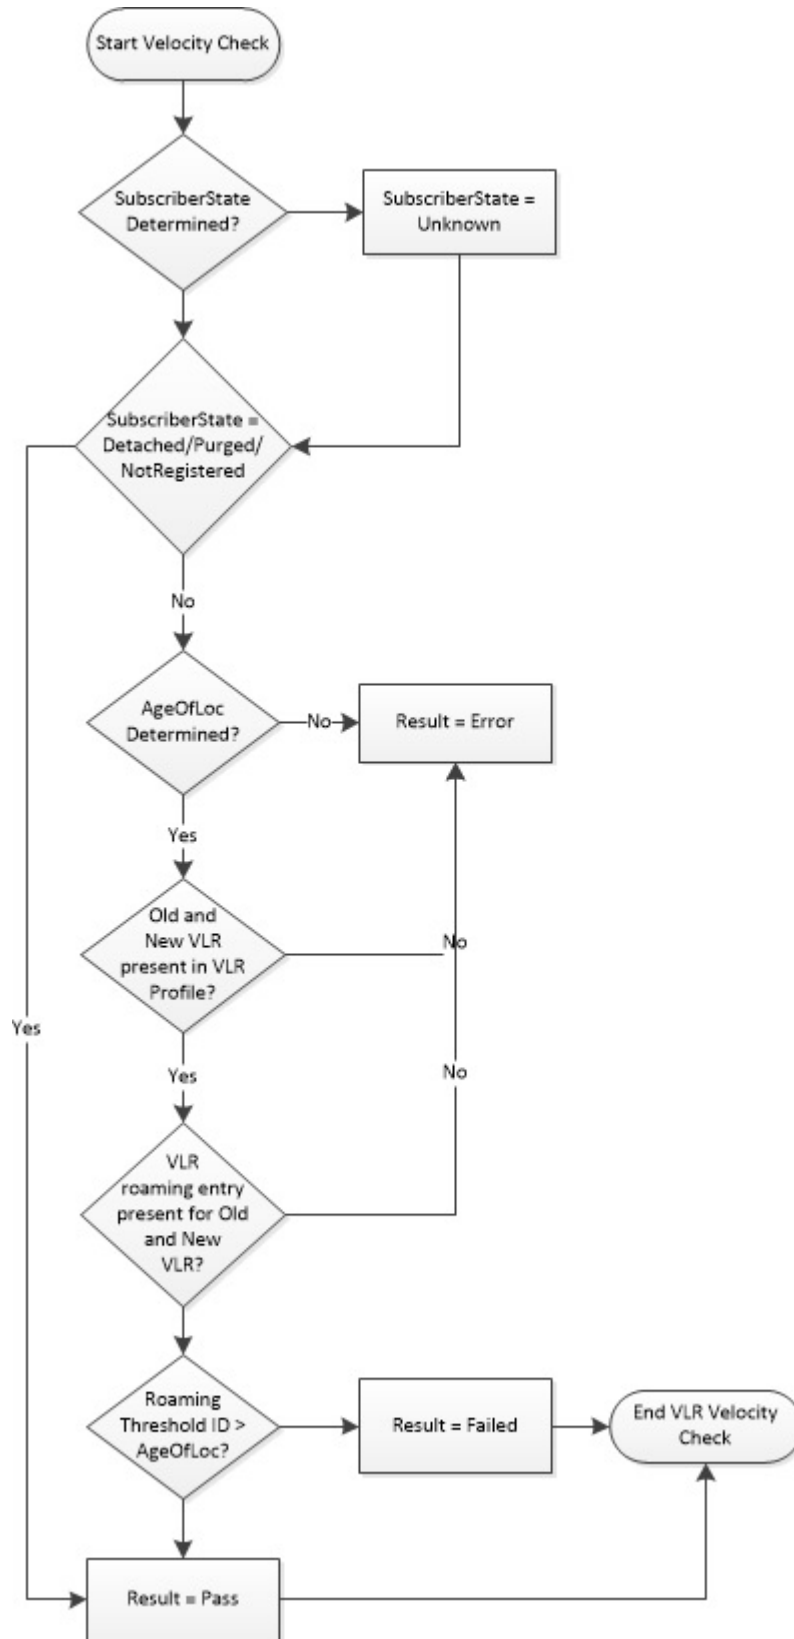 Start Velocity Check
SubscriberState
Determined?
SubscriberState =
Unknown
SubscriberState =
Detached/Purged/
NotRegistered
No
AgeOfLoc
Determined?
No
Result = Error
Yes
Old and
New VLR
present in VLR
Profile?
No
Yes
Yes
No
VLR
roaming entry
present for Old
and New
VLR?
Roaming
Threshold ID >
AgeOfLoc?
Result = Failed
End VLR Velocity
Check
Result = Pass